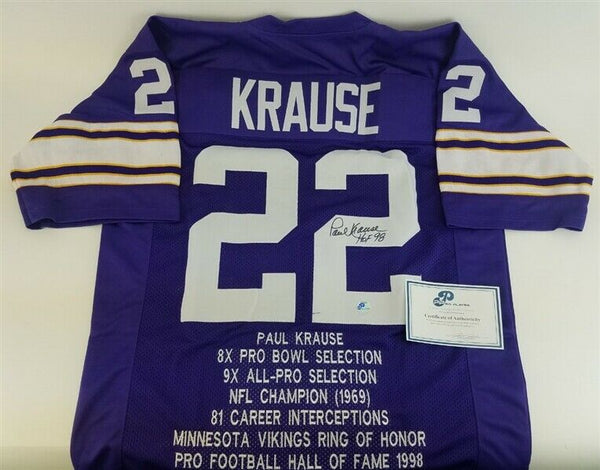 2
2
KRAUSE
22
Paul Krause
HOF 98
PAUL KRAUSE
8X PRO BOWL SELECTION
9X ALL-PRO SELECTION
NFL CHAMPION (1969)
81 CAREER INTERCEPTIONS
MINNESOTA VIKINGS RING OF HONOR
PRO FOOTBALL HALL OF FAME 1998
Certificate of Authenticity